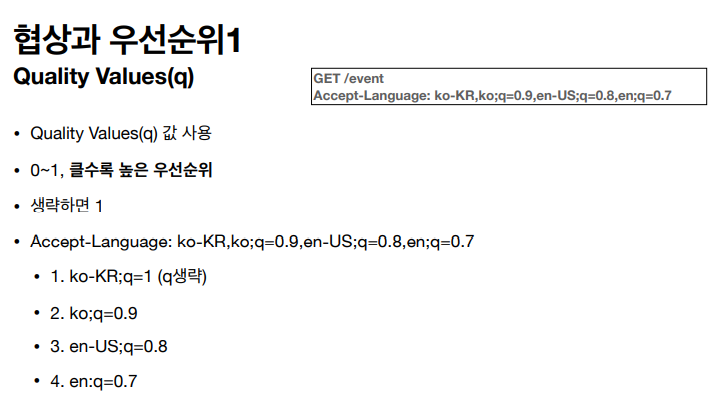 협상과 우선순위1
Quality Values(q)
GET /event
Accept-Language: ko-KR,ko;q=0.9,en-US;q=0.8,en;q=0.7
• Quality Values(q) 값 사용
• 0~1, 클수록 높은 우선순위
• 생략하면 1
• Accept-Language: ko-KR,ko;q=0.9,en-US;q=0.8,en;q=0.7
• 1. ko-KR;q=1 (q생략)
• 2. ko;q=0.9
• 3. en-US;q=0.8
• 4. en:q=0.7